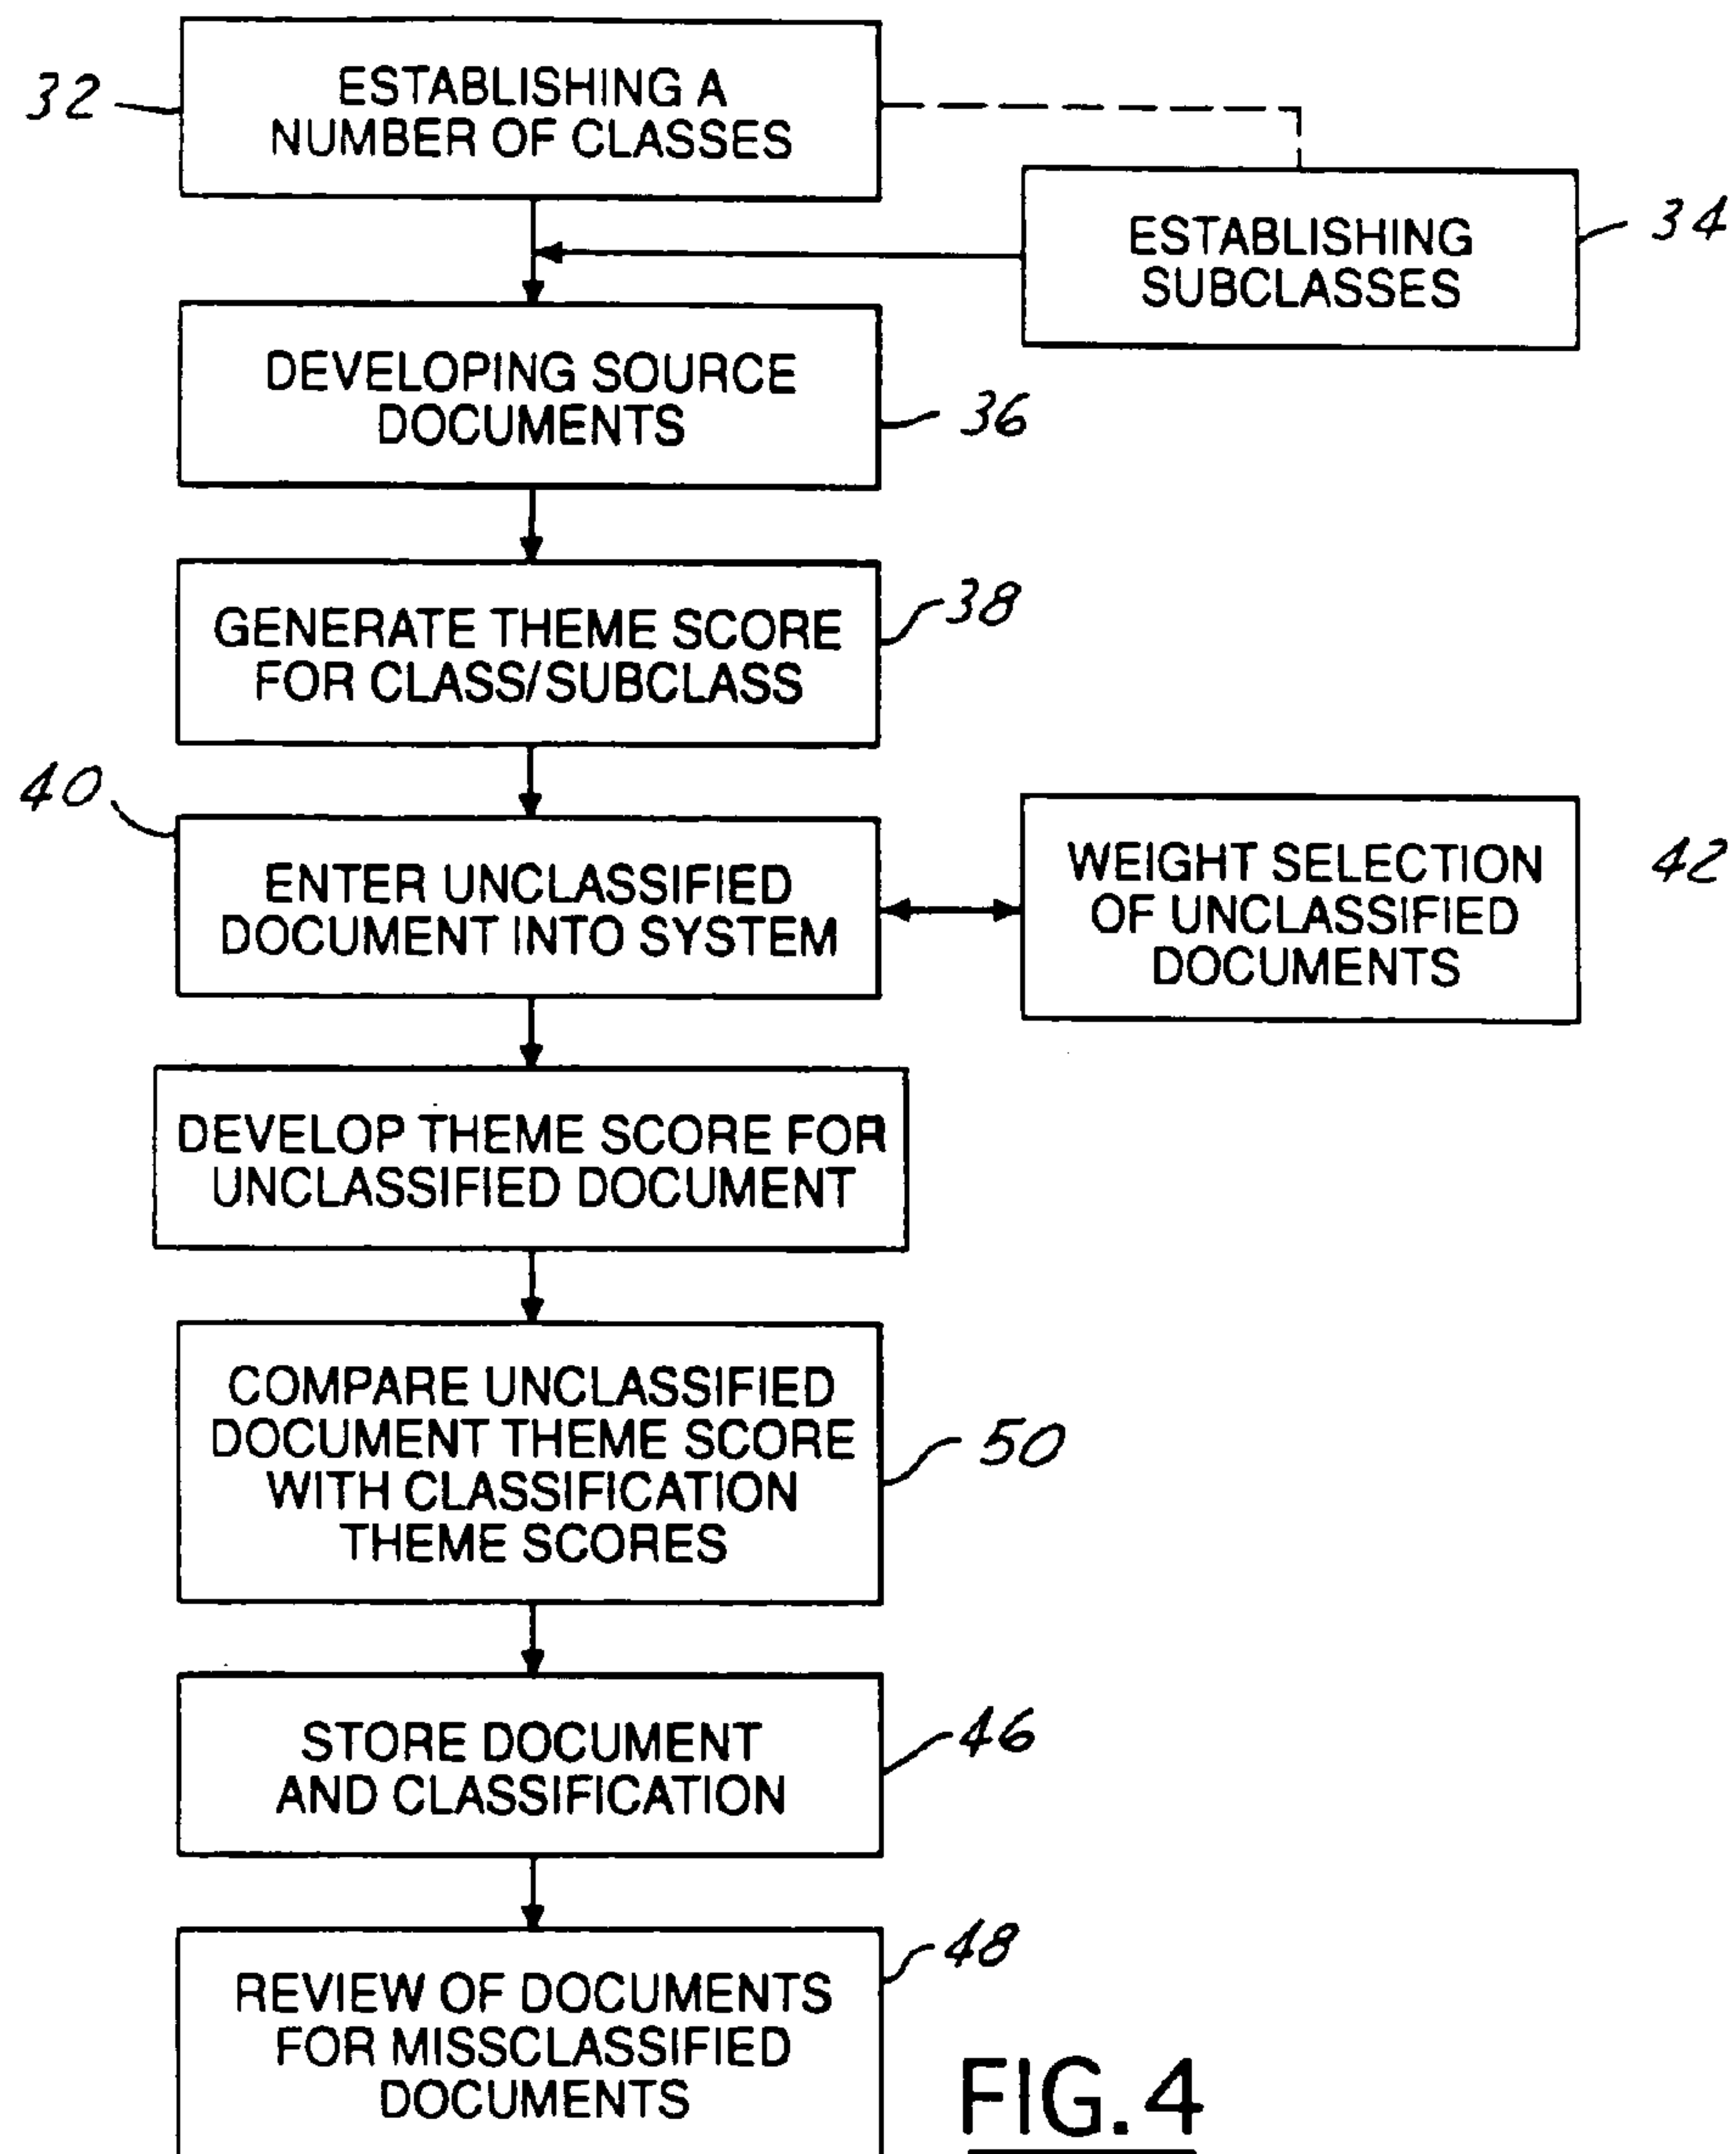 32
ESTABLISHING A
NUMBER OF CLASSES
ESTABLISHING
SUBCLASSES
34
DEVELOPING SOURCE
DOCUMENTS
36
GENERATE THEME SCORE
FOR CLASS/SUBCLASS
38
40
ENTER UNCLASSIFIED
DOCUMENT INTO SYSTEM
WEIGHT SELECTION
OF UNCLASSIFIED
DOCUMENTS
42
DEVELOP THEME SCORE FOR
UNCLASSIFIED DOCUMENT
COMPARE UNCLASSIFIED
DOCUMENT THEME SCORE
WITH CLASSIFICATION
THEME SCORES
50
STORE DOCUMENT
AND CLASSIFICATION
46
REVIEW OF DOCUMENTS
FOR MISSCLASSIFIED
DOCUMENTS
48
FIG.4